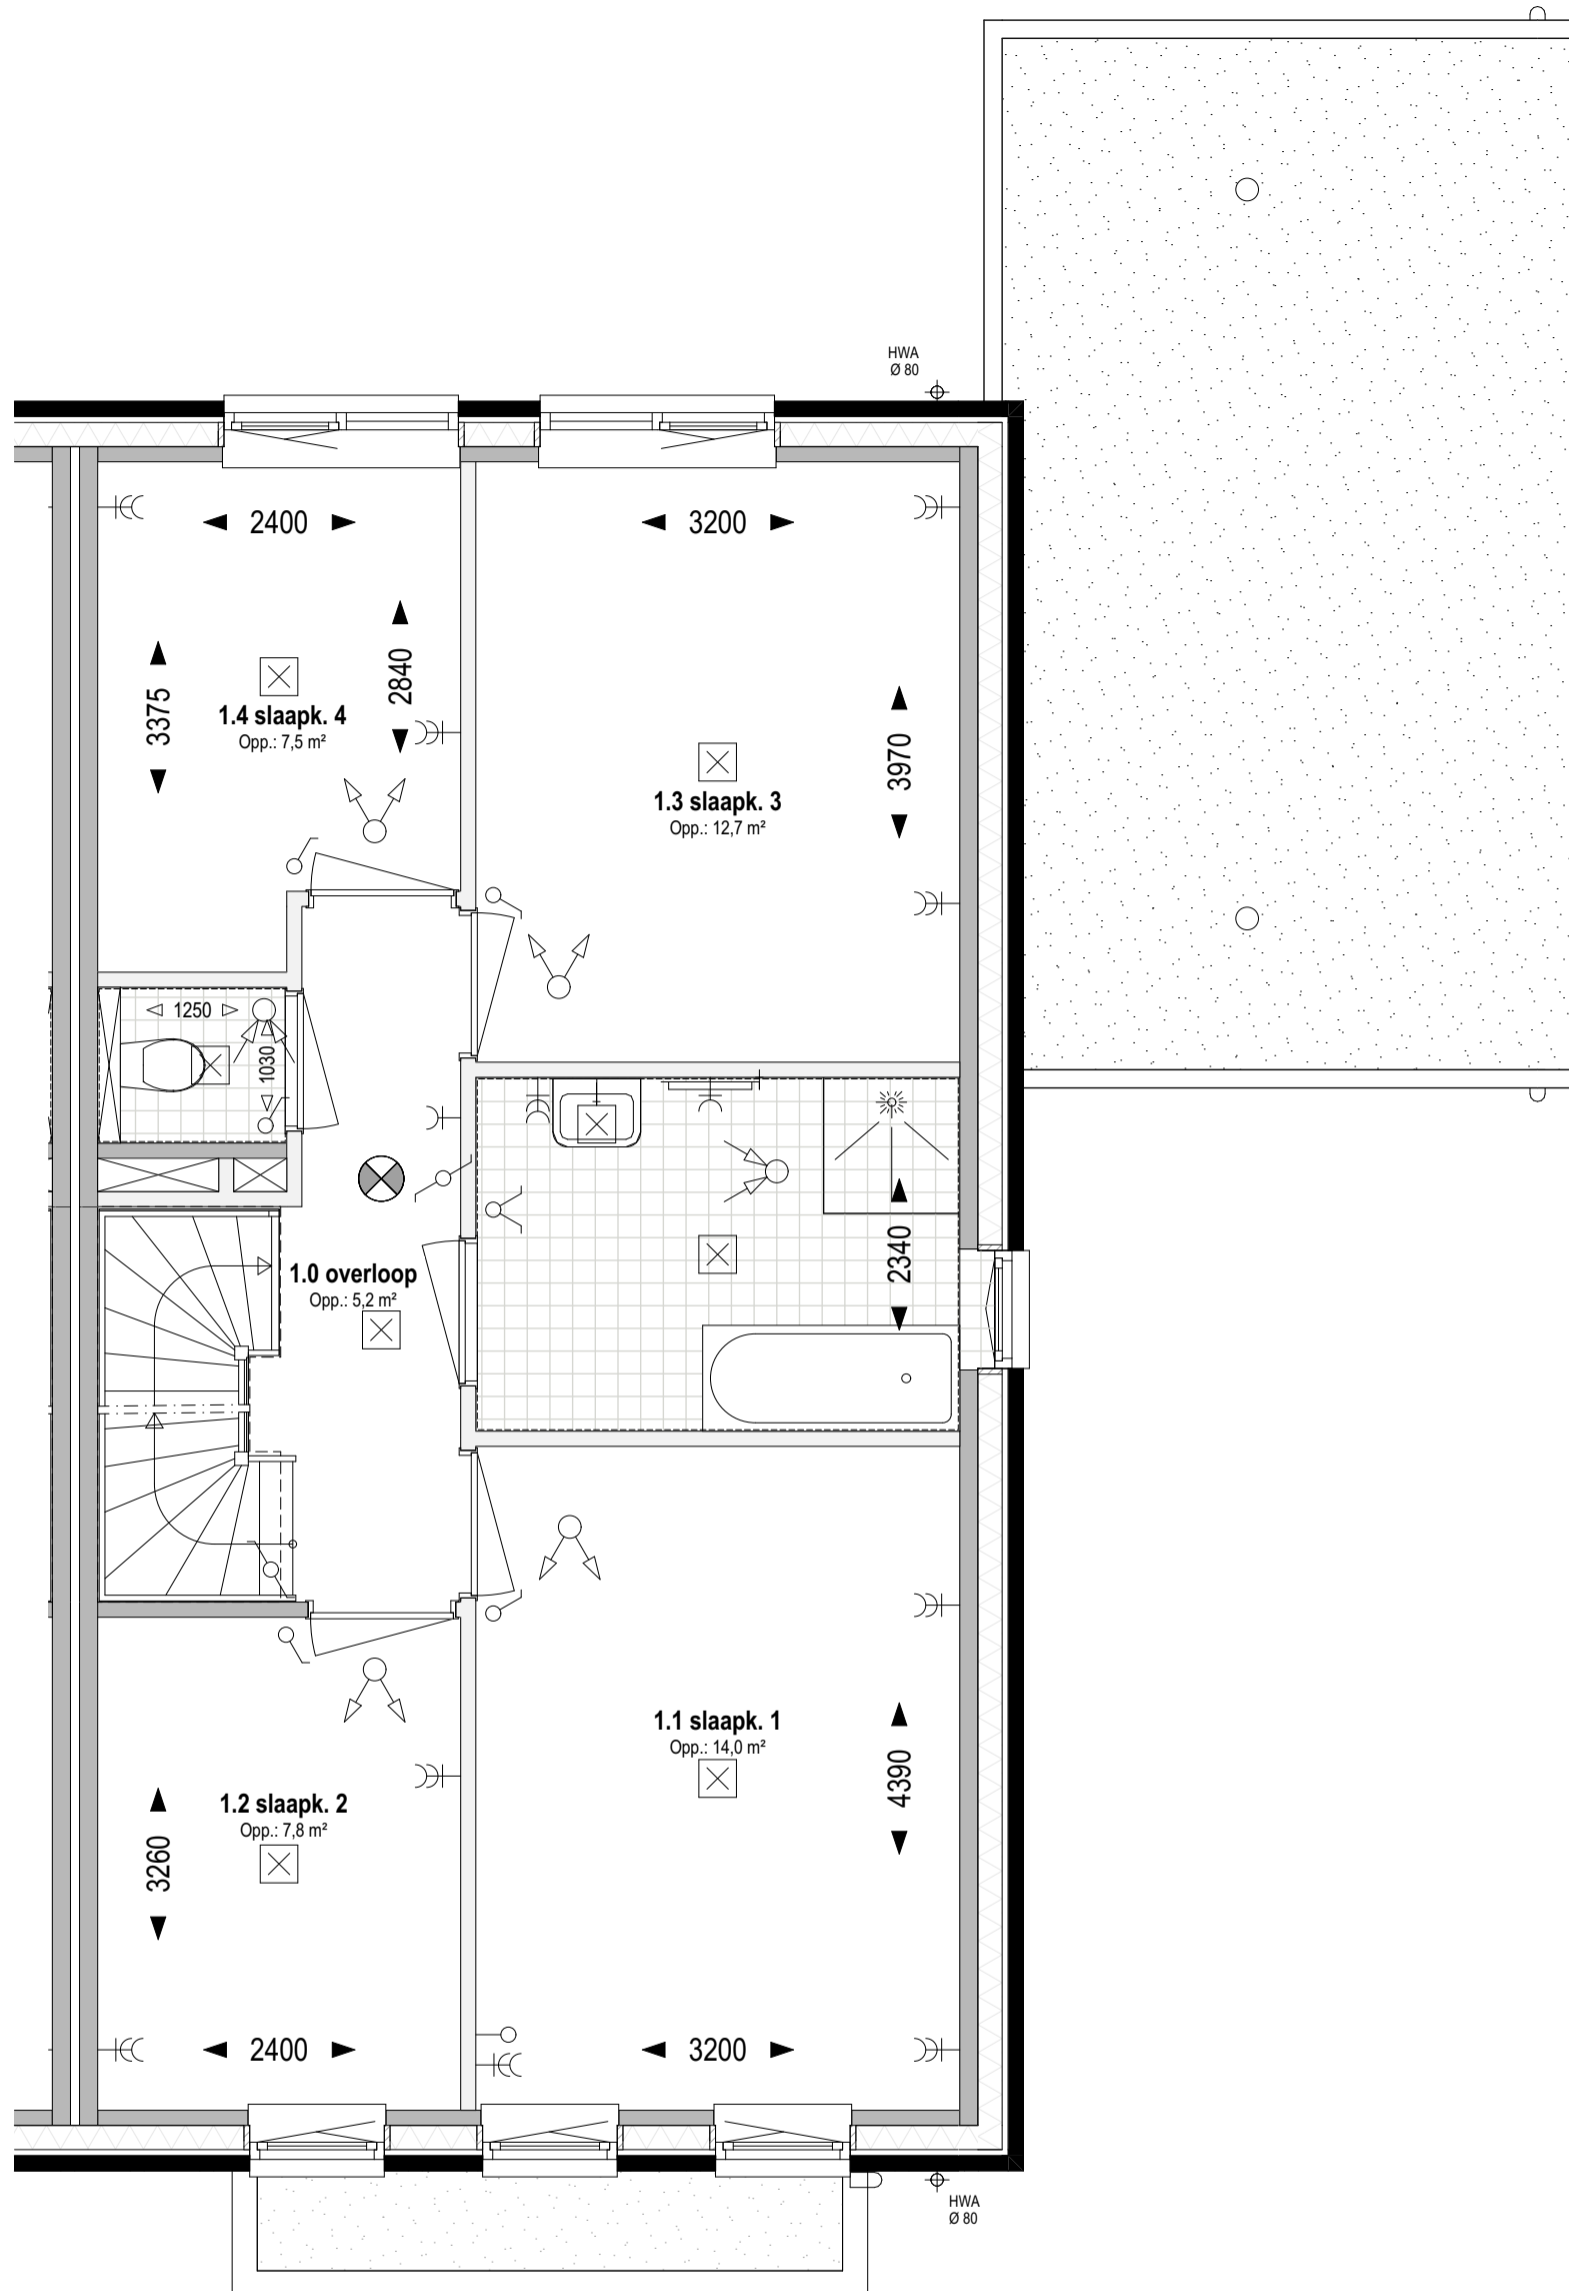 HWA
Ø 80
2400
3200
3375
2840
1.4 slaapk. 4
Opp.: 7,5 m²
3970
1.3 slaapk. 3
Opp.: 12,7 m²
1250
1030
2340
1.0 overloop
Opp.: 5,2 m²
1.1 slaapk. 1
Opp.: 14,0 m²
4390
1.2 slaapk. 2
Opp.: 7,8 m²
3260
2400
3200
HWA
Ø 80